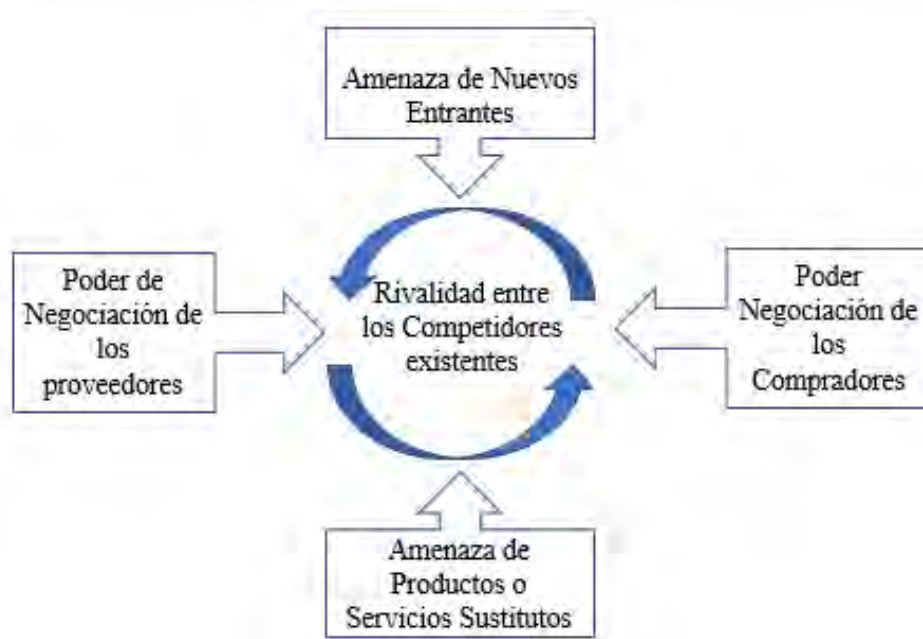 Amenaza de Nuevos
Entrantes
Poder de
Negociación de
los
proveedores
Rivalidad entre
los Competidores
existentes
Poder
Negociación de
los
Compradores
Amenaza de
Productos o
Servicios Sustitutos